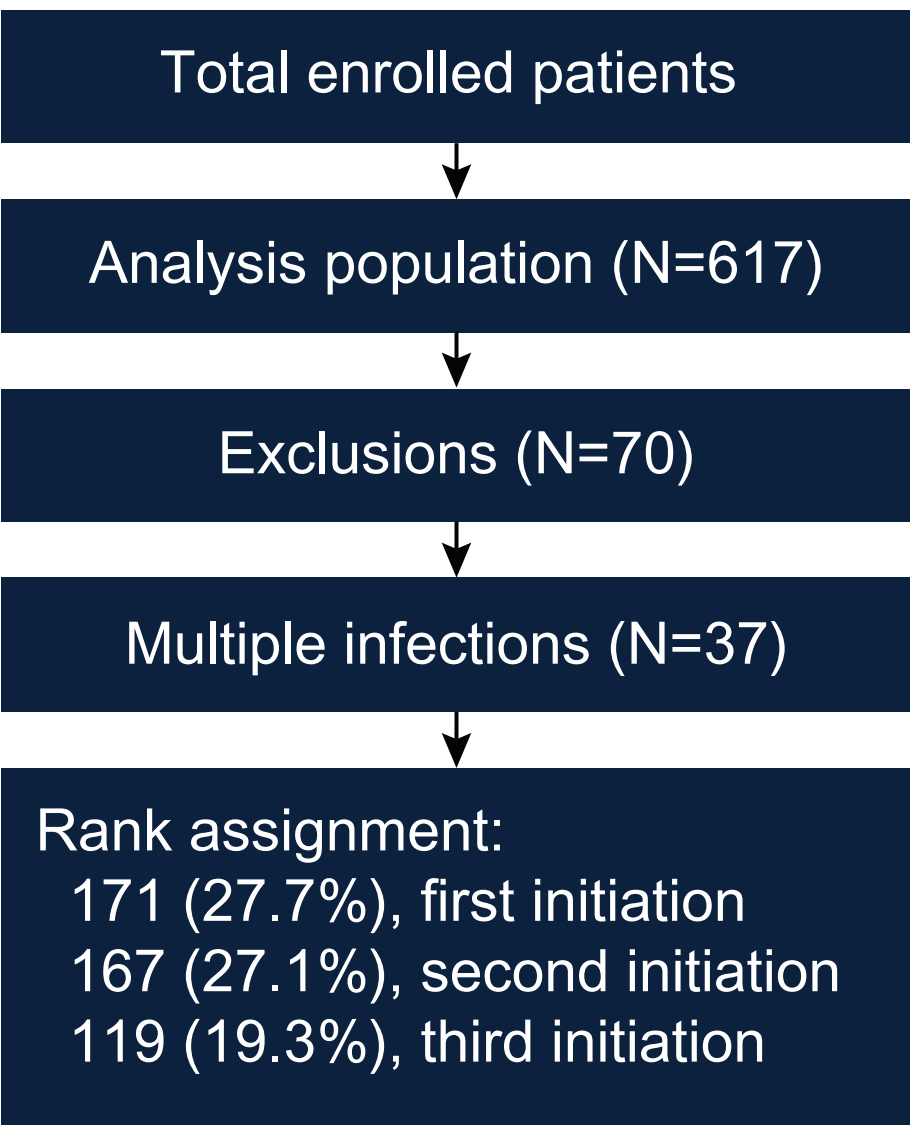 Total enrolled patients
Analysis population (N=617)
Exclusions (N=70)
Multiple infections (N=37)
Rank assignment:
171 (27.7%), first initiation
167 (27.1%), second initiation
119 (19.3%), third initiation